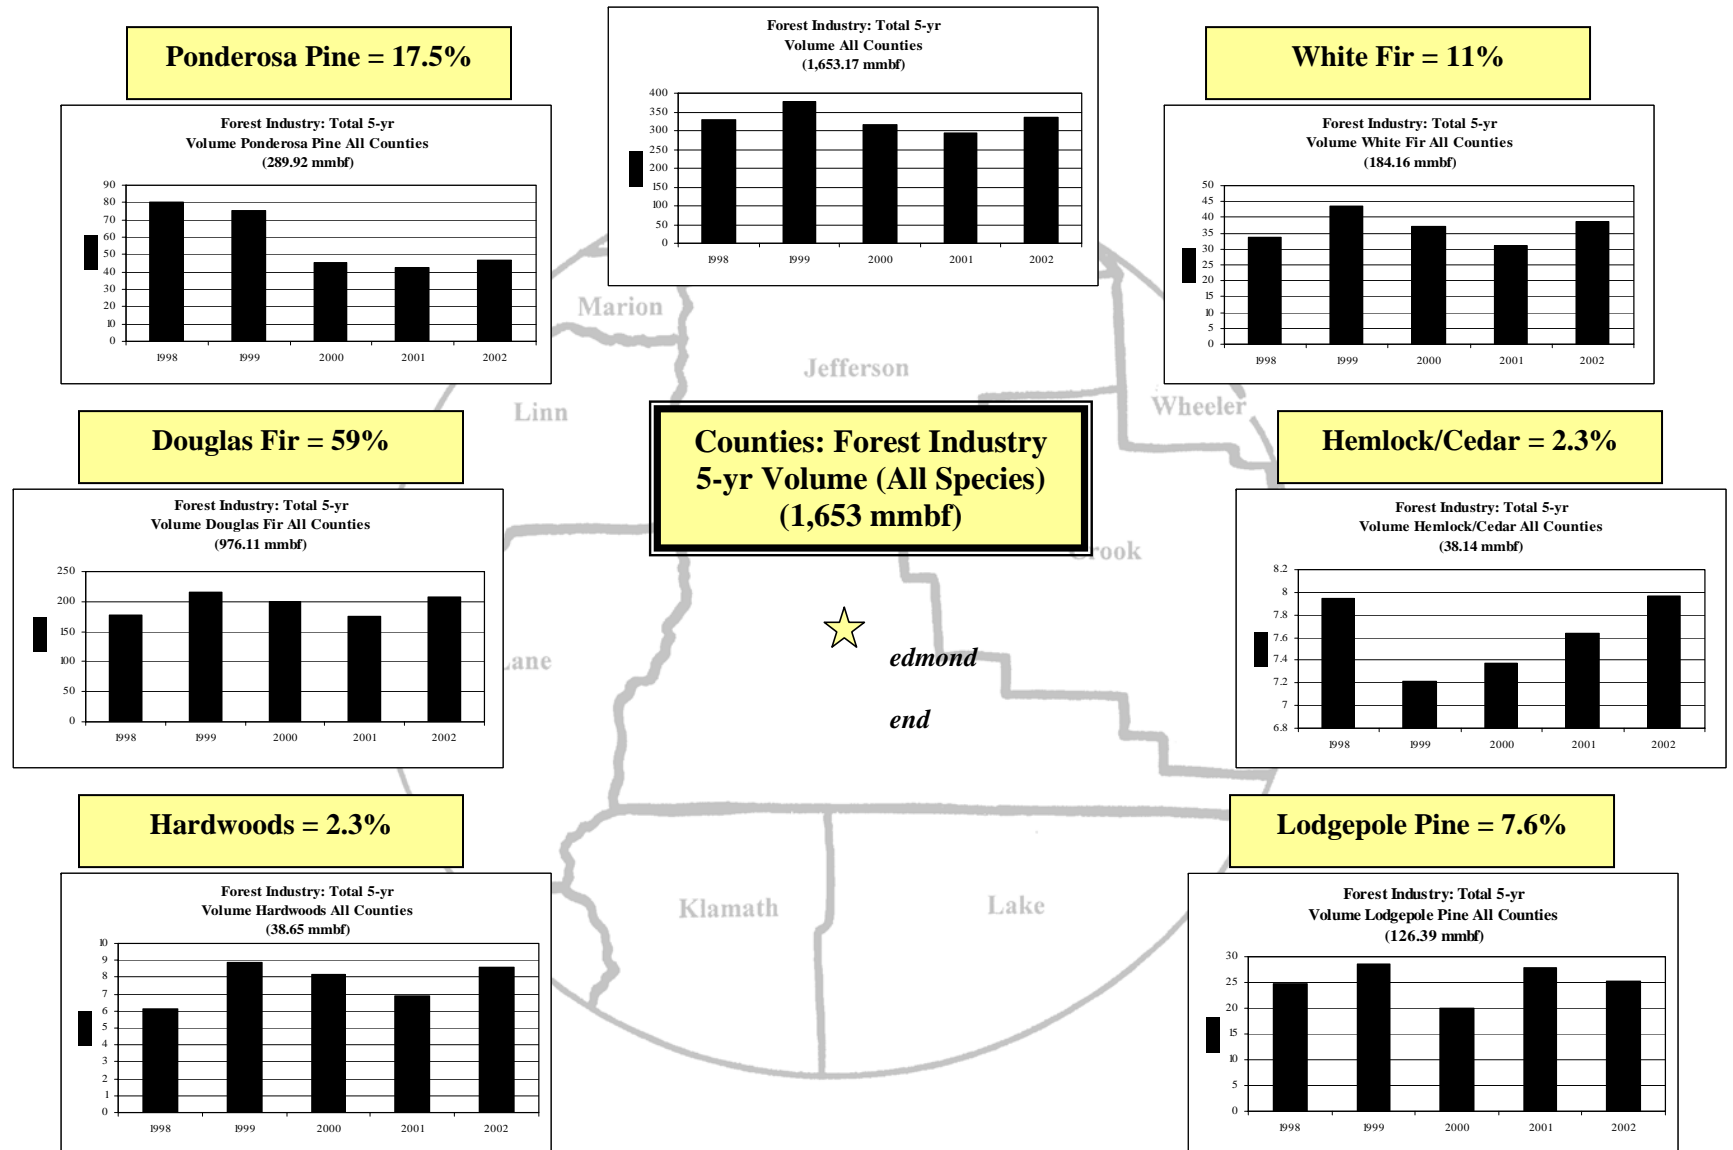 Forest Industry: Total 5-yr
Volume All Counties
(1,653.17 mmbf)
400
350
300
250
200
150
100
50
0
1998 1999 2000 2001 2002
Ponderosa Pine = 17.5%
Forest Industry: Total 5-yr
Volume Ponderosa Pine All Counties
(289.92 mmbf)
90
80
70
60
50
40
30
20
10
0
1998 1999 2000 2001 2002
White Fir = 11%
Forest Industry: Total 5-yr
Volume White Fir All Counties
(184.16 mmbf)
50
45
40
35
30
25
20
15
10
5
0
1998 1999 2000 2001 2002
Marion
Jefferson
Linn
Wheeler
Counties: Forest Industry
5-yr Volume (All Species)
(1,653 mmbf)
Douglas Fir = 59%
Forest Industry: Total 5-yr
Volume Douglas Fir All Counties
(976.11 mmbf)
250
200
150
100
50
0
1998 1999 2000 2001 2002
Hemlock/Cedar = 2.3%
Forest Industry: Total 5-yr
Volume Hemlock/Cedar All Counties
(38.14 mmbf)
8.2
8
7.8
7.6
7.4
7.2
7
6.8
1998 1999 2000 2001 2002
rook
ane
edmond
end
Hardwoods = 2.3%
Forest Industry: Total 5-yr
Volume Hardwoods All Counties
(38.65 mmbf)
10
9
8
7
6
5
4
3
2
1
0
1998 1999 2000 2001 2002
Klamath
Lake
Lodgepole Pine = 7.6%
Forest Industry: Total 5-yr
Volume Lodgepole Pine All Counties
(126.39 mmbf)
30
25
20
15
10
5
0
1998 1999 2000 2001 2002